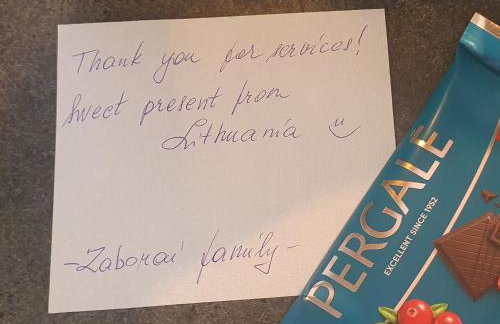 Thank you for services!
Sweet present from
Lithuania
- Zaborai family -
PERGALĖ
EXCELLENT SINCE 1952